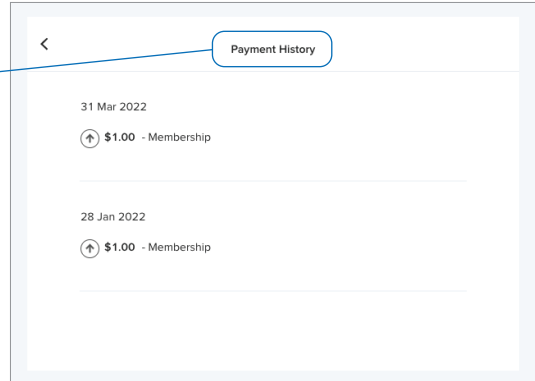 Payment History
31 Mar 2022
$1.00 - Membership
28 Jan 2022
$1.00 - Membership